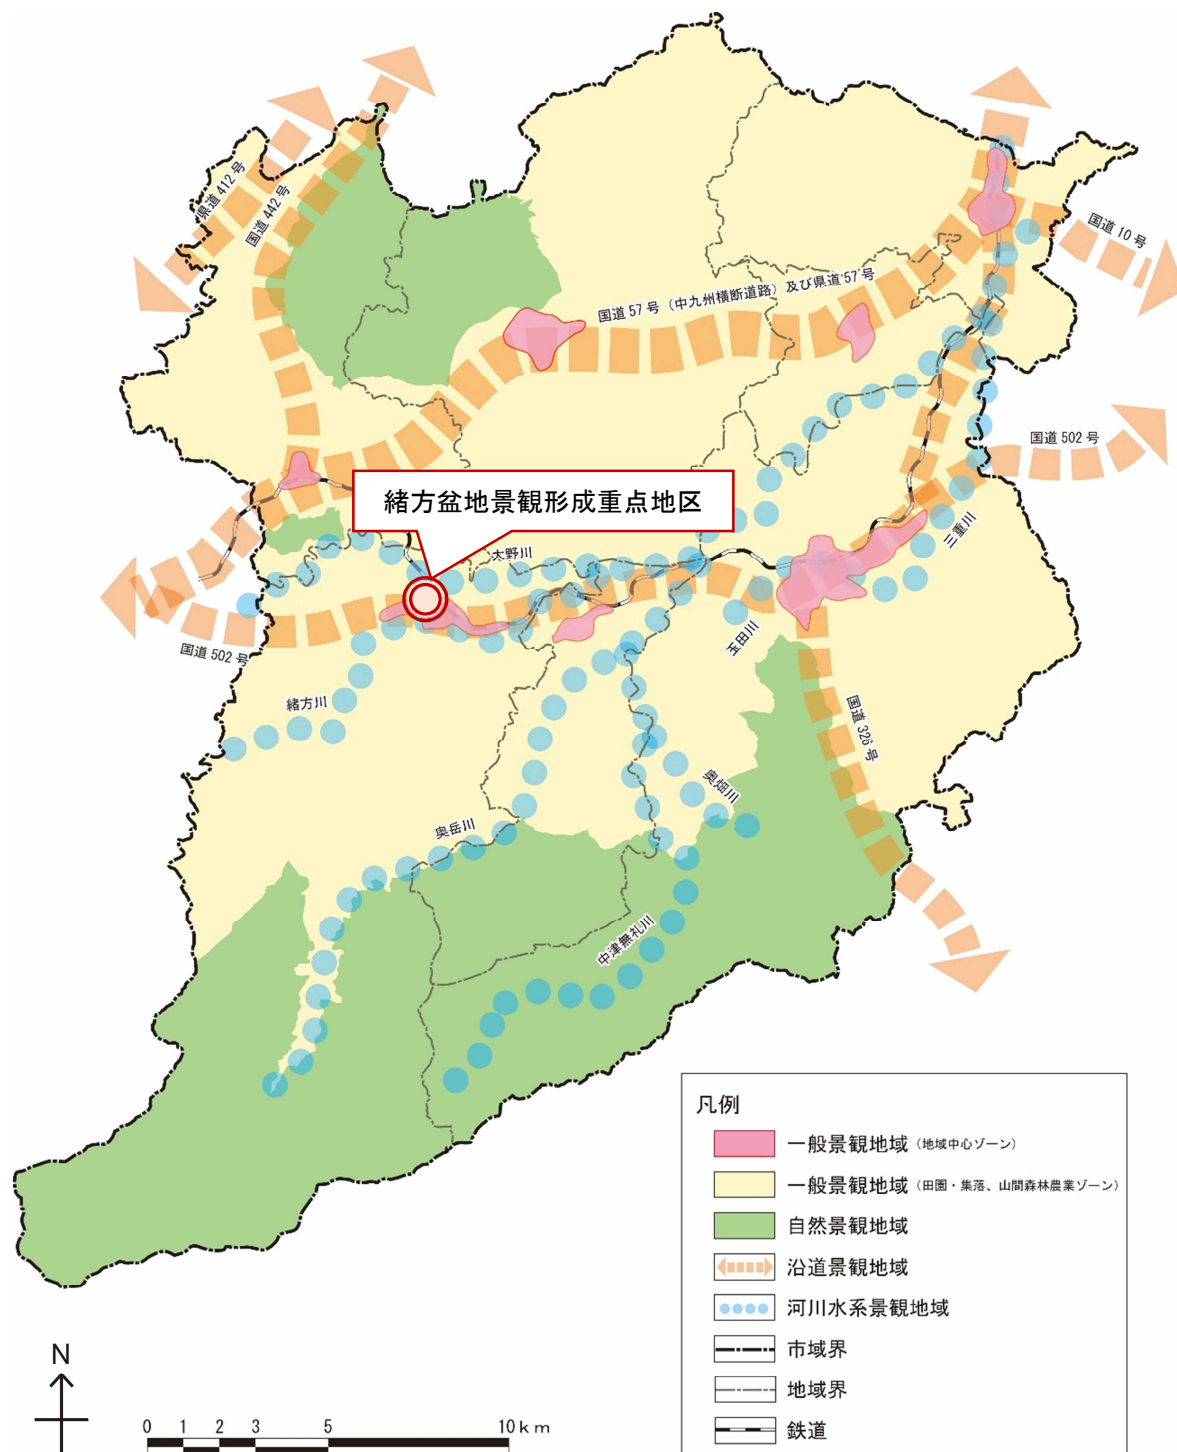 県道 412 号
国道 442 号
国道 10 号
国道 57 号（中九州横断道路）及び県道 57 号
国道 502 号
緒方盆地景観形成重点地区
大野川
三重川
玉田川
国道 502 号
緒方川
国道 326 号
奥畑川
奥岳川
中津無礼川
凡例
一般景観地域（地域中心ゾーン）
一般景観地域（田園・集落、山間森林農業ゾーン）
自然景観地域
沿道景観地域
河川水系景観地域
市域界
地域界
鉄道
N
0 1 2 3 5 10 km